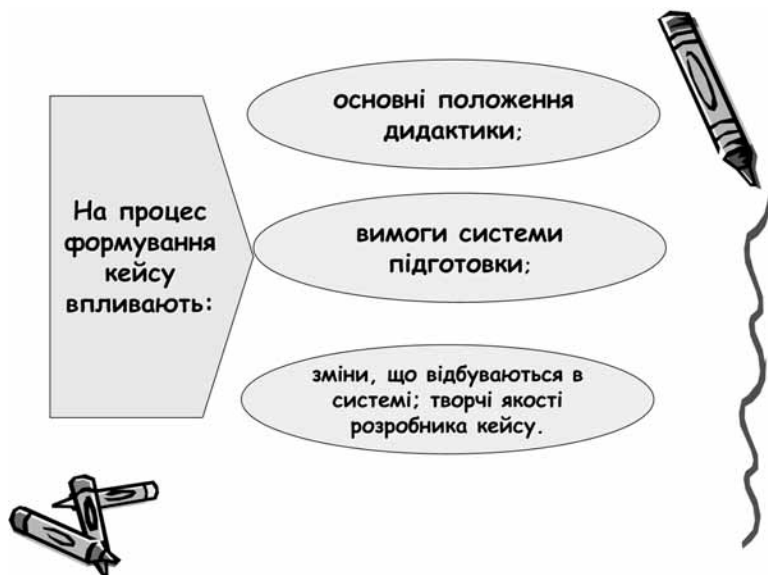 На процес
формування
кейсу
впливають:
основні положення
дидактики;
вимоги системи
підготовки;
зміни, що відбуваються в
системі; творчі якості
розробника кейсу.